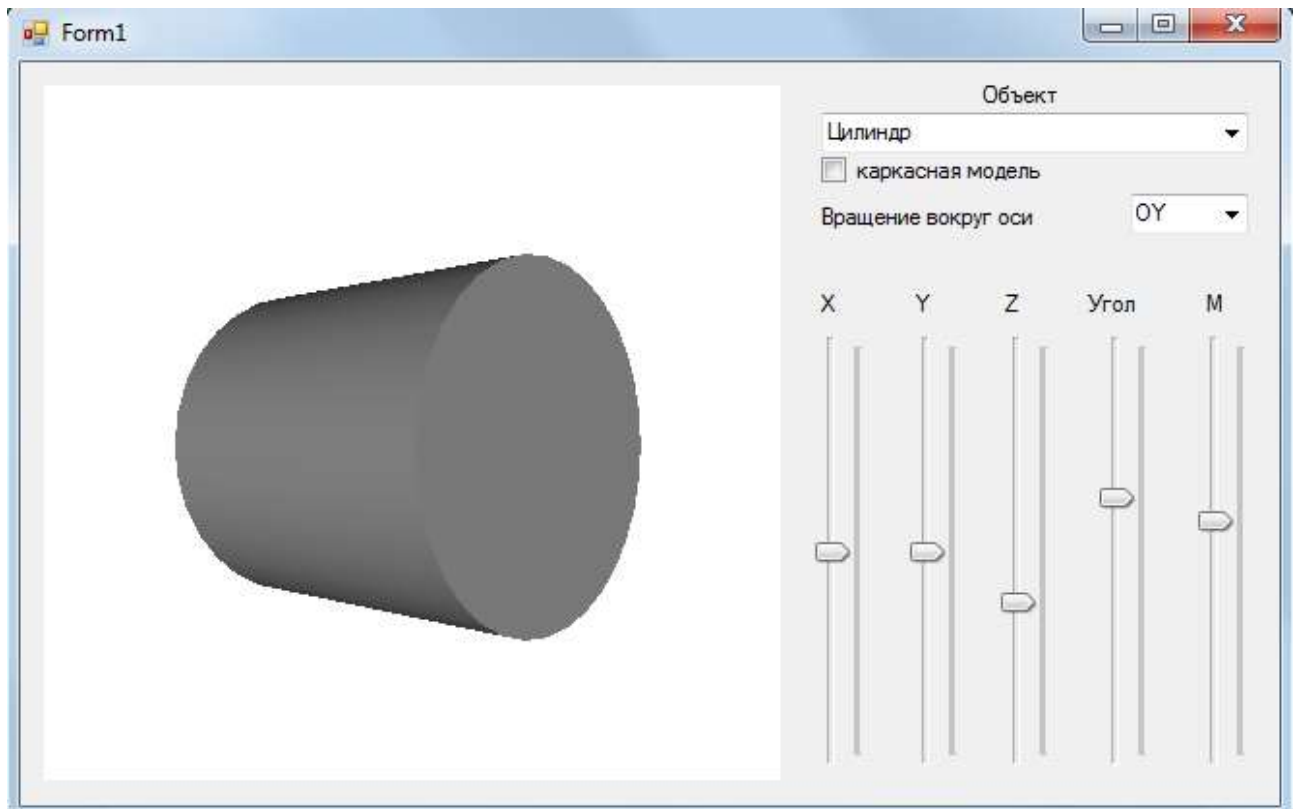 Form1
Объект
Цилиндр
каркасная модель
Вращение вокруг оси OY
X Y Z Угол M